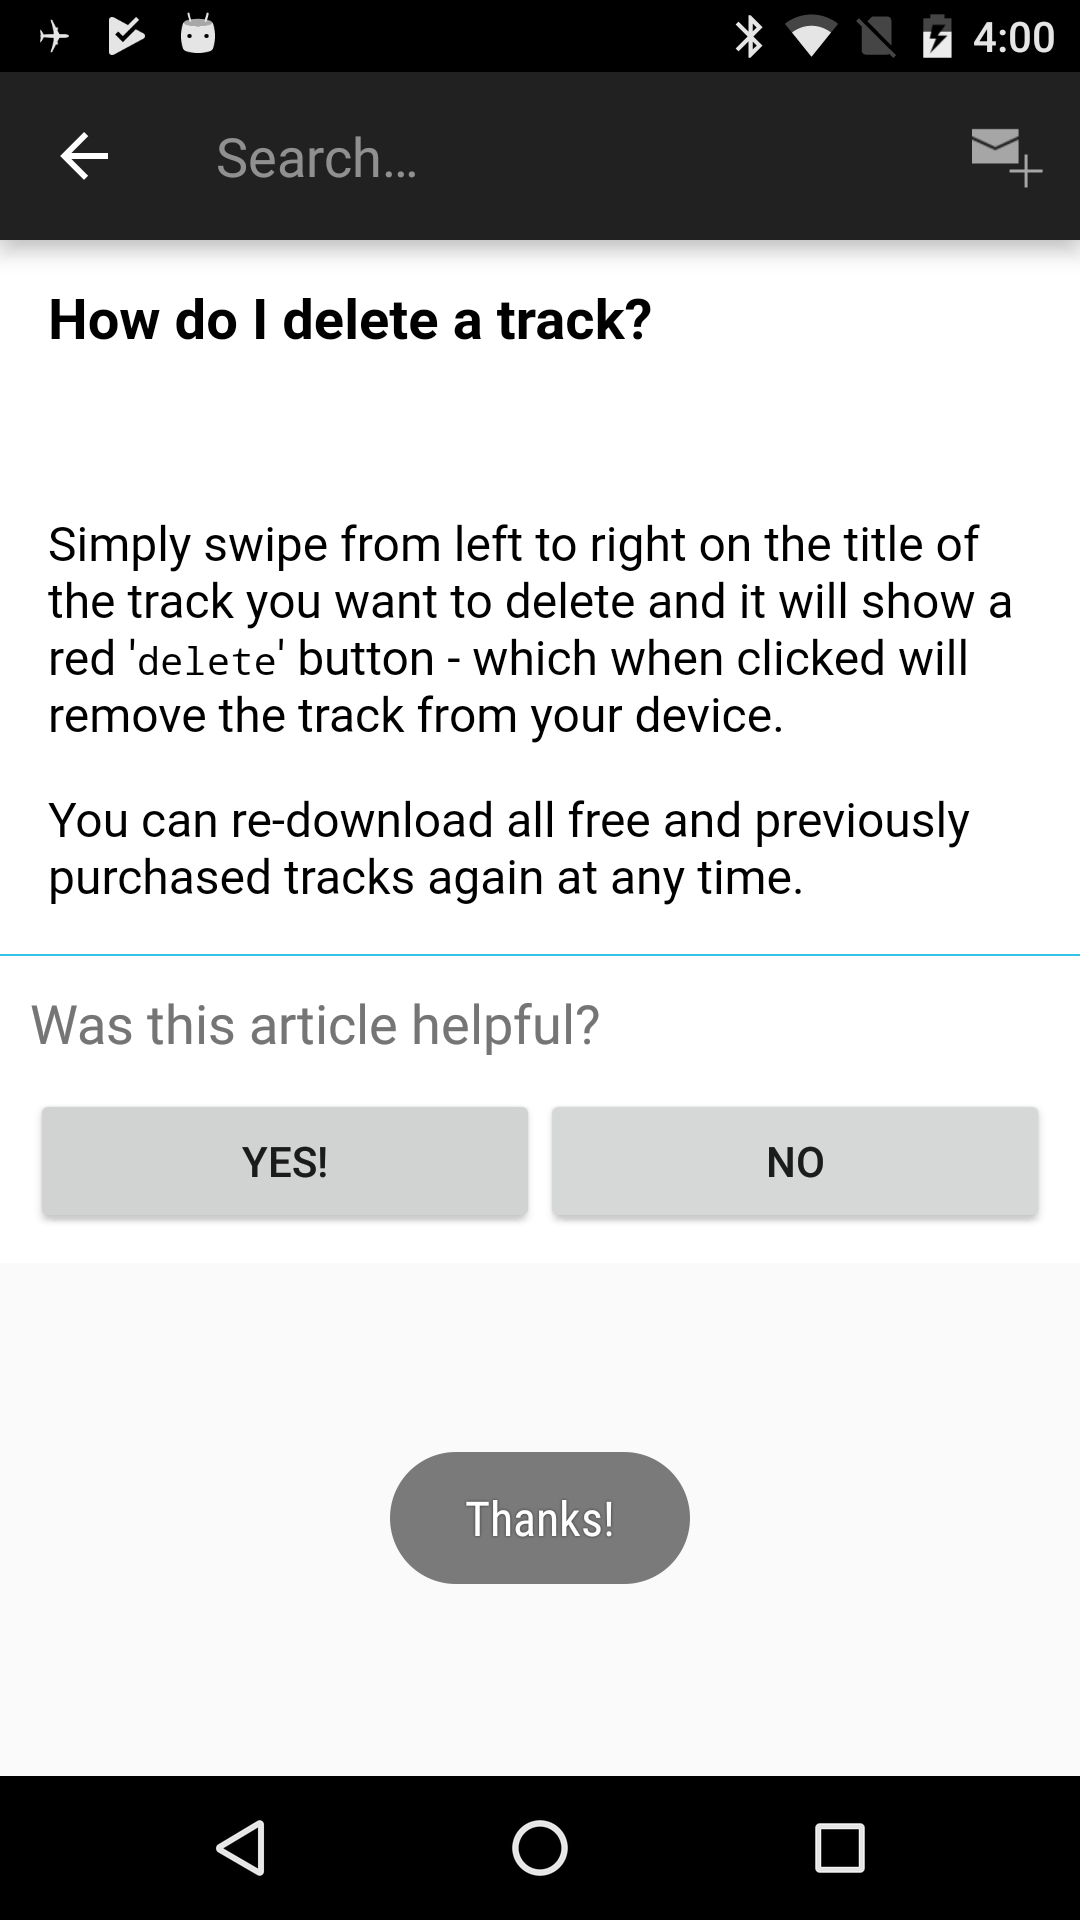 4:00
Search...
How do I delete a track?
Simply swipe from left to right on the title of
the track you want to delete and it will show a
red 'delete' button - which when clicked will
remove the track from your device.
You can re-download all free and previously
purchased tracks again at any time.
Was this article helpful?
YES!
NO
Thanks!